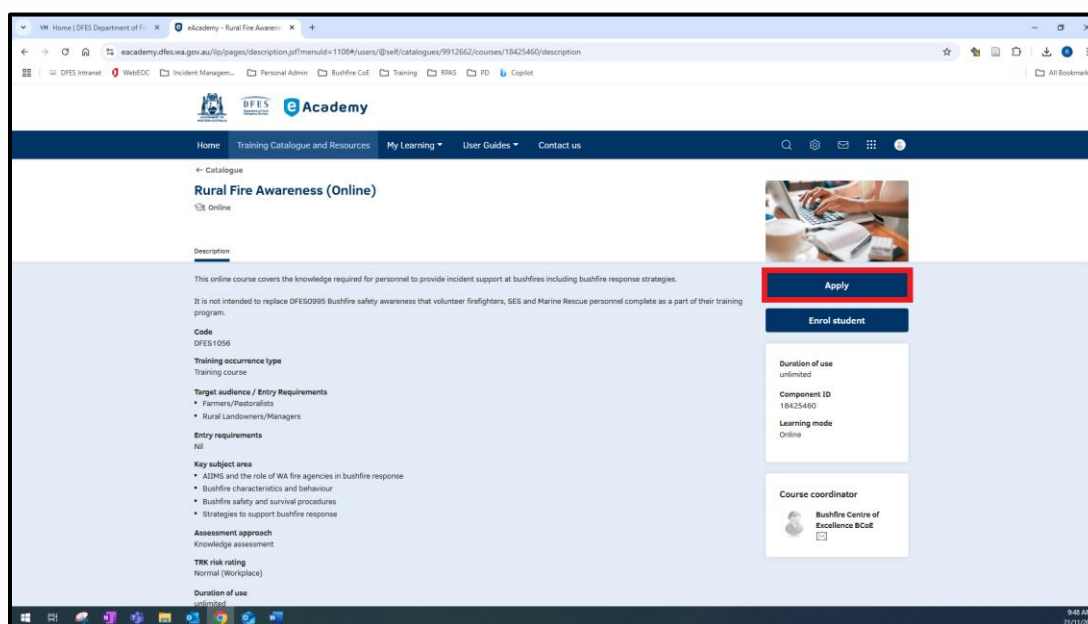 Home | DFES Department of Fi
eAcademy - Rural Fire Awarene
eacademy.dfes.wa.gov.au/ilp/pages/description.jsf?menuId=1108#/users/@self/catalogues/9912662/courses/18425460/description
DFES Intranet WebEOC Incident Managem... Personal Admin Bushfire CoE Training RPAS PD Copilot
All Bookmark
DFES
eAcademy
Home Training Catalogue and Resources My Learning User Guides Contact us
← Catalogue
Rural Fire Awareness (Online)
Online
Description
This online course covers the knowledge required for personnel to provide incident support at bushfires including bushfire response strategies.
It is not intended to replace DFES0995 Bushfire safety awareness that volunteer firefighters, SES and Marine Rescue personnel complete as a part of their training
program.
Code
DFES1056
Training occurrence type
Training course
Target audience / Entry Requirements
• Farmers/Pastoralists
• Rural Landowners/Managers
Entry requirements
Nil
Key subject area
• AIIMS and the role of WA fire agencies in bushfire response
• Bushfire characteristics and behaviour
• Bushfire safety and survival procedures
• Strategies to support bushfire response
Assessment approach
Knowledge assessment
TRK risk rating
Normal (Workplace)
Duration of use
unlimited
Apply
Enrol student
Duration of use
unlimited
Component ID
18425460
Learning mode
Online
Course coordinator
Bushfire Centre of
Excellence BCoE
9:48 AM